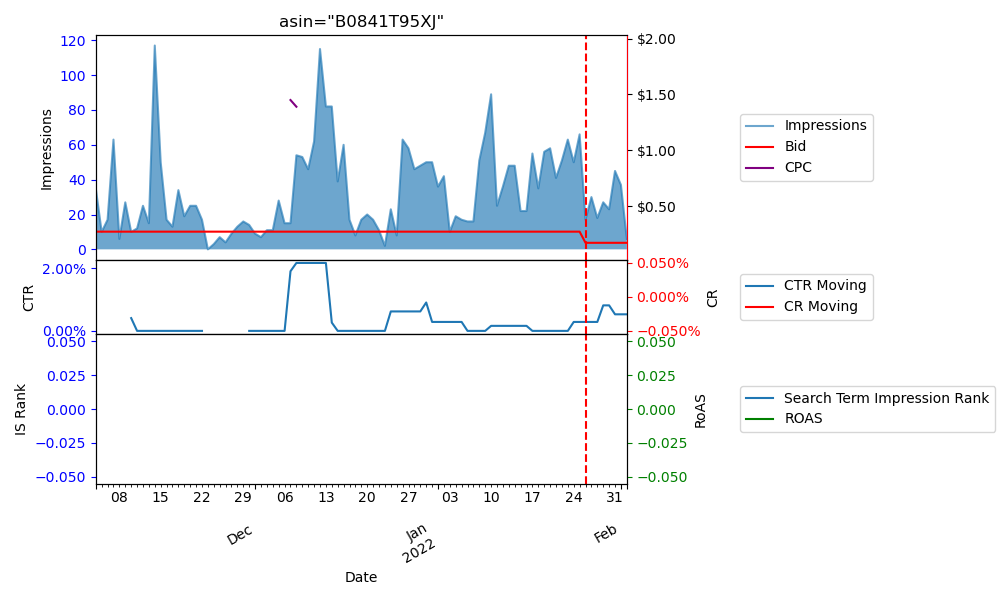 asin="B0841T95XJ"
120
100
80
60
40
20
0
Impressions
$2.00
$1.50
$1.00
$0.50
Impressions
Bid
CPC
2.00%
0.00%
CTR
0.050%
0.000%
−0.050%
CR
CTR Moving
CR Moving
0.050
0.025
0.000
−0.025
−0.050
IS Rank
0.050
0.025
0.000
−0.025
−0.050
RoAS
Search Term Impression Rank
ROAS
08 15 22 29 06 13 20 27 03 10 17 24 31
Dec Jan Feb
2022
Date